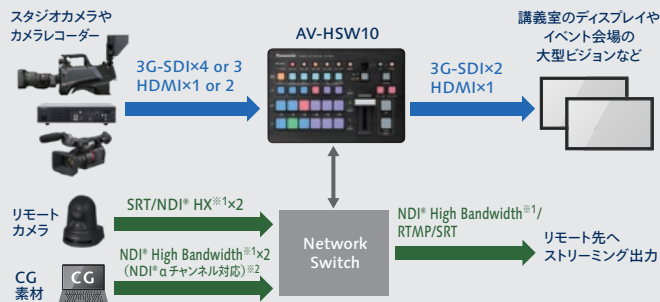 スタジオカメラや
カメラレコーダー
AV-HSW10
講義室のディスプレイや
イベント会場の
大型ビジョンなど
3G-SDI×4 or 3
HDMI×1 or 2
Panasonic
3G-SDI×2
HDMI×1
リモート
カメラ
SRT/NDI® HX※1×2
CG
素材
CG
NDI® High Bandwidth※1×2
（NDI® αチャンネル対応）※2
Network
Switch
NDI® High Bandwidth※1/
RTMP/SRT
リモート先へ
ストリーミング出力